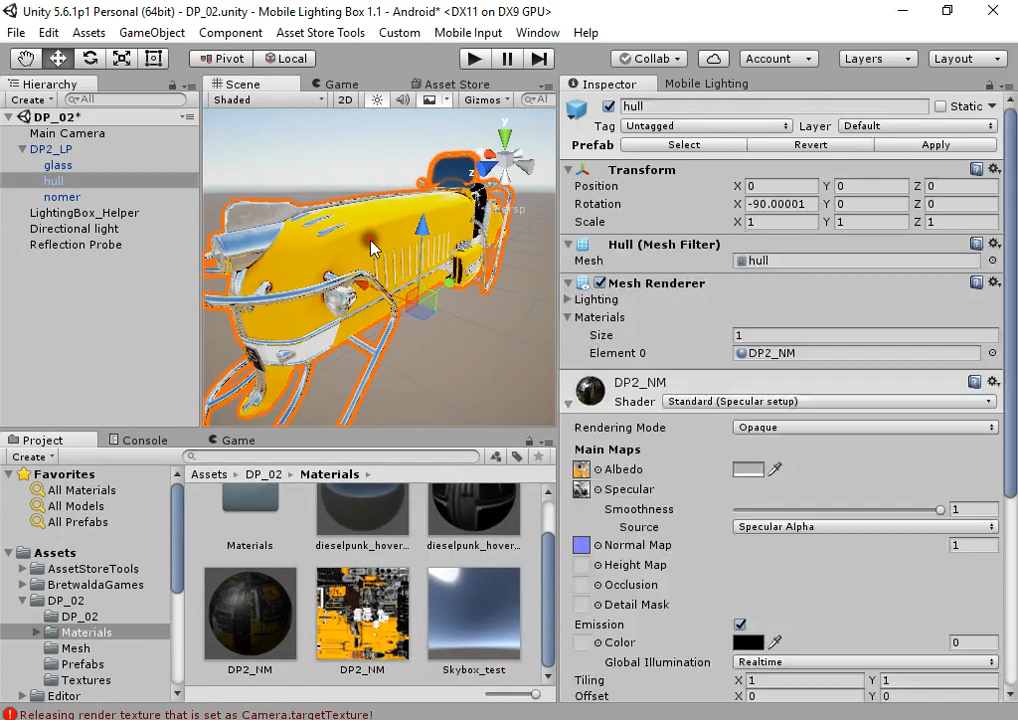 Unity 5.6.1p1 Personal (64bit) - DP_02.unity - Mobile Lighting Box 1.1 - Android* <DX11 on DX9 GPU>
File Edit Assets GameObject Component Asset Store Tools Custom Mobile Input Window Help
Pivot Local Collab Account Layers Layout
Hierarchy
Create All
DP_02*
Main Camera
DP2_LP
glass
hull
nomer
LightingBox_Helper
Directional light
Reflection Probe
Scene Game Asset Store
Shaded 2D Gizmos All
y
z
Persp
Inspector Mobile Lighting
hull Static
Tag Untagged Layer Default
Prefab Select Revert Apply
Transform
Position X 0 Y 0 Z 0
Rotation X -90.00001 Y 0 Z 0
Scale X 1 Y 1 Z 1
Hull (Mesh Filter)
Mesh hull
Mesh Renderer
Lighting
Materials
Size 1
Element 0 DP2_NM
DP2_NM
Shader Standard (Specular setup)
Rendering Mode Opaque
Main Maps
Albedo
Specular
Smoothness 1
Source Specular Alpha
Normal Map 1
Height Map
Occlusion
Detail Mask
Emission
Color 0
Global Illumination Realtime
Tiling X 1 Y 1
Offset X 0 Y 0
Project Console Game
Create
Favorites
All Materials
All Models
All Prefabs
Assets
AssetStoreTools
BretwaldaGames
DP_02
DP_02
Materials
Mesh
Prefabs
Textures
Editor
Assets DP_02 Materials
Materials dieselpunk_hover... dieselpunk_hover...
DP2_NM DP2_NM Skybox_test
Releasing render texture that is set as Camera.targetTexture!